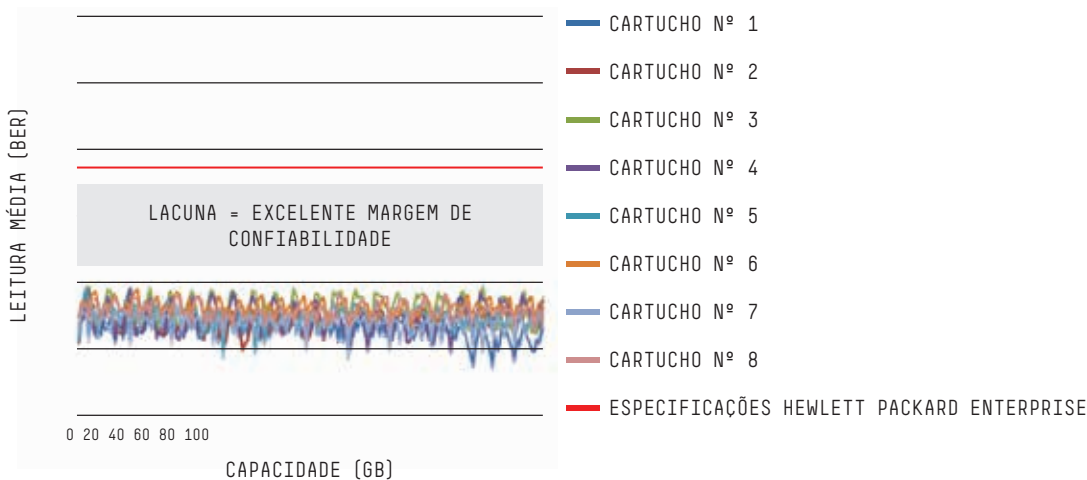 LEITURA MÉDIA (BER)
LACUNA = EXCELENTE MARGEM DE
CONFIABILIDADE
0 20 40 60 80 100
CAPACIDADE (GB)
CARTUCHO Nº 1
CARTUCHO Nº 2
CARTUCHO Nº 3
CARTUCHO Nº 4
CARTUCHO Nº 5
CARTUCHO Nº 6
CARTUCHO Nº 7
CARTUCHO Nº 8
ESPECIFICAÇÕES HEWLETT PACKARD ENTERPRISE